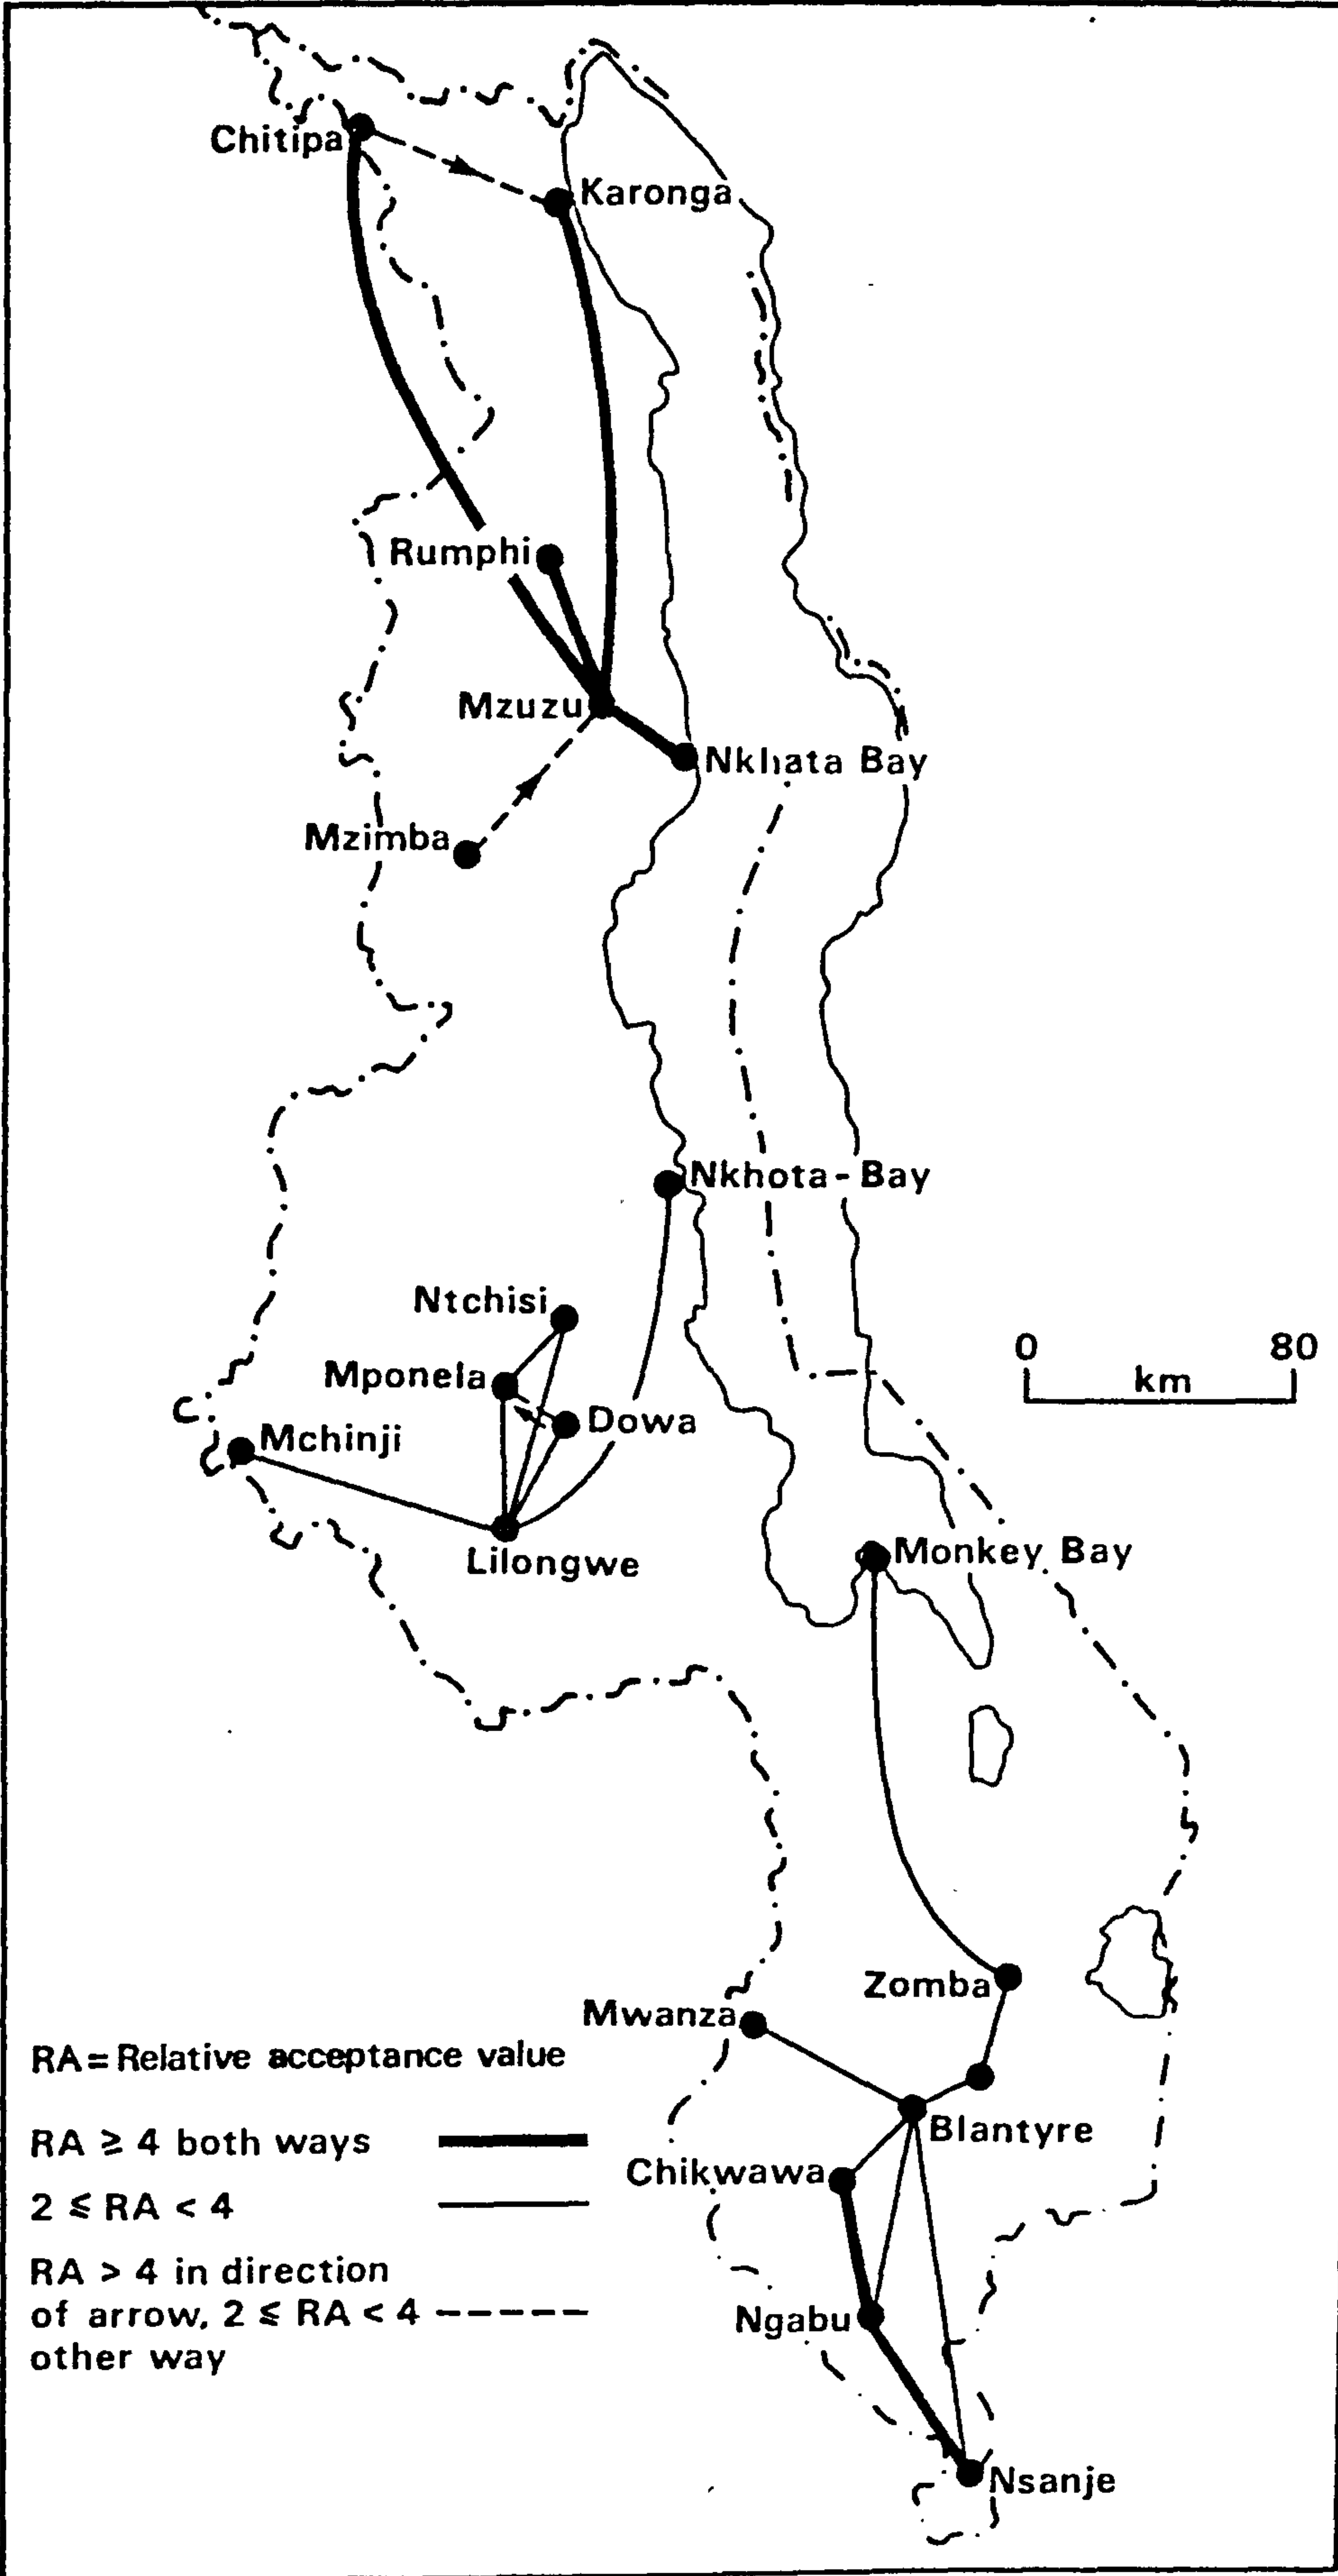 Chitipa
Karonga
Rumphi
Mzuzu
Nkhata Bay
Mzimba
Nkhota-Bay
Ntchisi
Mponela
Dowa
Mchinji
Lilongwe
0 80
km
Monkey Bay
Zomba
Mwanza
Blantyre
Chikwawa
Ngabu
Nsanje
RA=Relative acceptance value
RA ≥ 4 both ways
2 ≤ RA < 4
RA > 4 in direction
of arrow, 2 ≤ RA < 4
other way